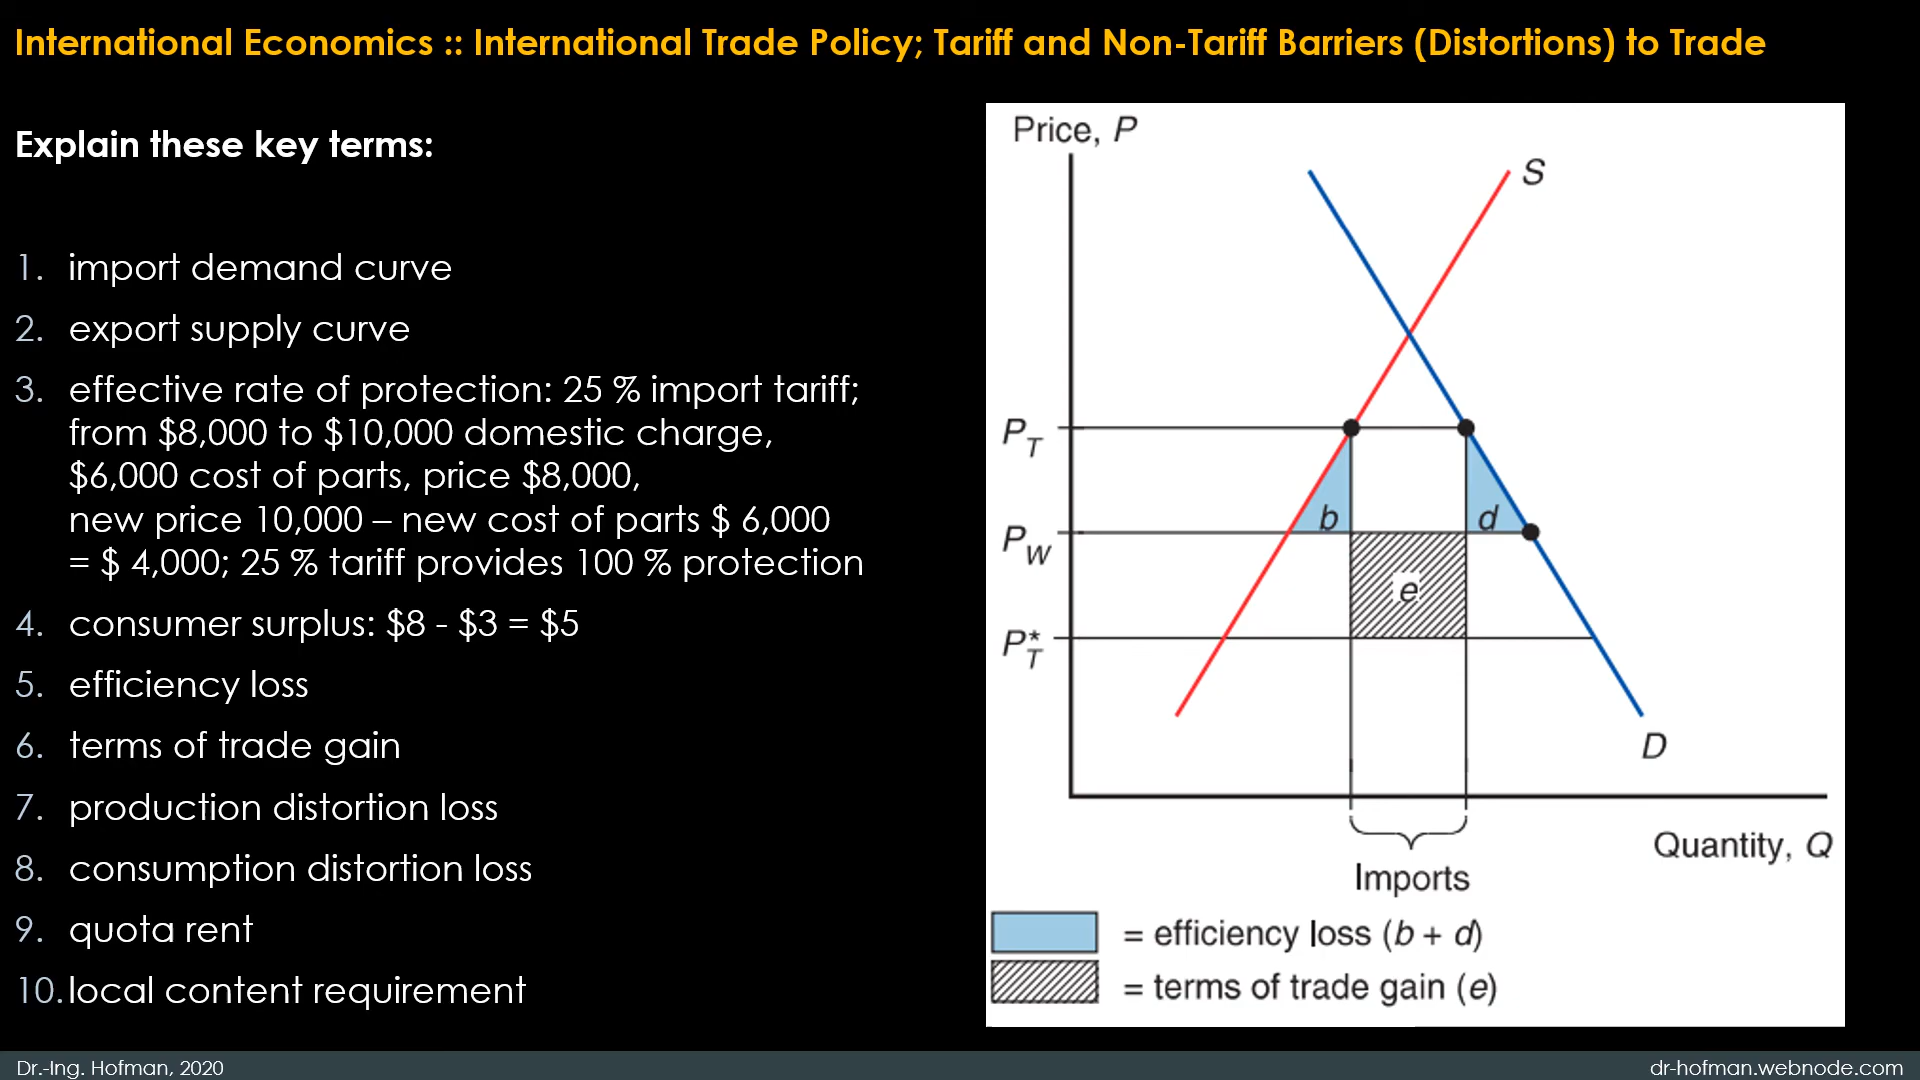 International Economics :: International Trade Policy; Tariff and Non-Tariff Barriers (Distortions) to Trade
Explain these key terms:
1. import demand curve
2. export supply curve
3. effective rate of protection: 25 % import tariff;
from $8,000 to $10,000 domestic charge,
$6,000 cost of parts, price $8,000,
new price 10,000 – new cost of parts $ 6,000
= $ 4,000; 25 % tariff provides 100 % protection
4. consumer surplus: $8 - $3 = $5
5. efficiency loss
6. terms of trade gain
7. production distortion loss
8. consumption distortion loss
9. quota rent
10. local content requirement
Price, P
S
P_T
b
d
P_W
e
P*_T
D
Quantity, Q
Imports
= efficiency loss (b + d)
= terms of trade gain (e)
Dr.-Ing. Hofman, 2020
dr-hofman.webnode.com